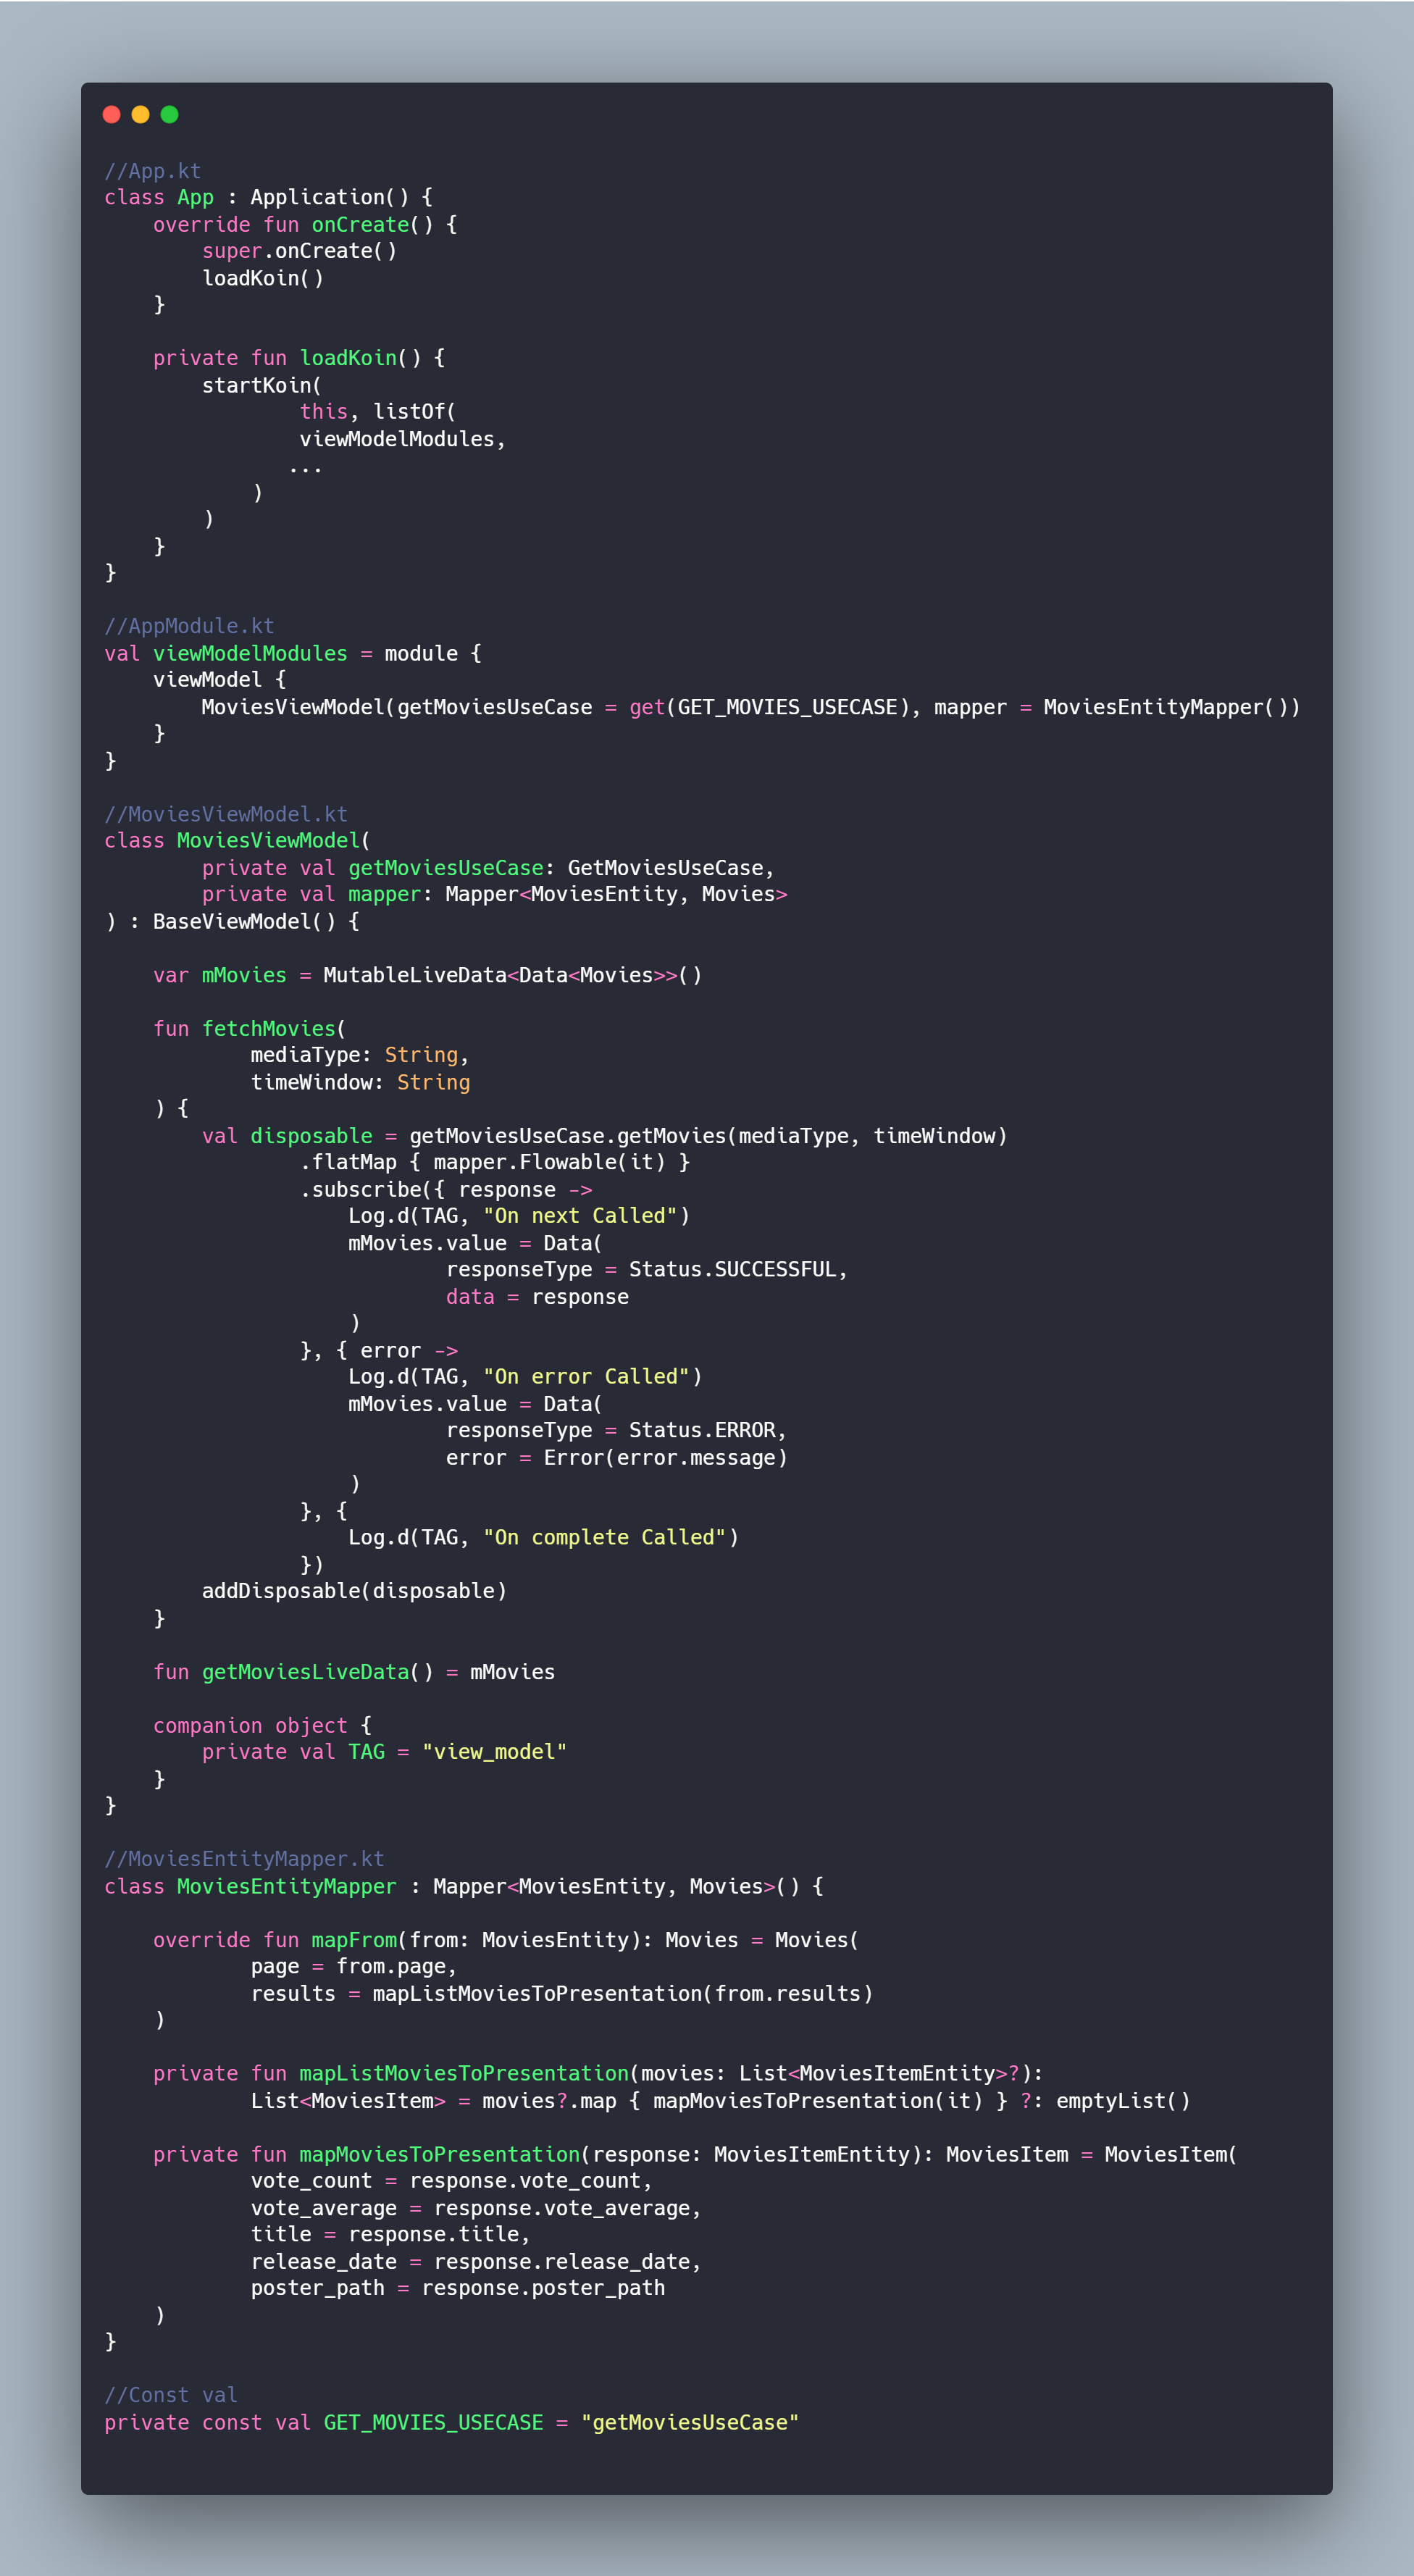 //App.kt
class App : Application() {
    override fun onCreate() {
        super.onCreate()
        loadKoin()
    }

    private fun loadKoin() {
        startKoin(
                this, listOf(
                viewModelModules,
               ...
            )
        )
    }
}

//AppModule.kt
val viewModelModules = module {
    viewModel {
        MoviesViewModel(getMoviesUseCase = get(GET_MOVIES_USECASE), mapper = MoviesEntityMapper())
    }
}

//MoviesViewModel.kt
class MoviesViewModel(
        private val getMoviesUseCase: GetMoviesUseCase,
        private val mapper: Mapper<MoviesEntity, Movies>
) : BaseViewModel() {

    var mMovies = MutableLiveData<Data<Movies>>()

    fun fetchMovies(
            mediaType: String,
            timeWindow: String
    ) {
        val disposable = getMoviesUseCase.getMovies(mediaType, timeWindow)
                .flatMap { mapper.Flowable(it) }
                .subscribe({ response ->
                    Log.d(TAG, "On next Called")
                    mMovies.value = Data(
                            responseType = Status.SUCCESSFUL,
                            data = response
                    )
                }, { error ->
                    Log.d(TAG, "On error Called")
                    mMovies.value = Data(
                            responseType = Status.ERROR,
                            error = Error(error.message)
                    )
                }, {
                    Log.d(TAG, "On complete Called")
                })
        addDisposable(disposable)
    }

    fun getMoviesLiveData() = mMovies

    companion object {
        private val TAG = "view_model"
    }
}

//MoviesEntityMapper.kt
class MoviesEntityMapper : Mapper<MoviesEntity, Movies>() {

    override fun mapFrom(from: MoviesEntity): Movies = Movies(
            page = from.page,
            results = mapListMoviesToPresentation(from.results)
    )

    private fun mapListMoviesToPresentation(movies: List<MoviesItemEntity>?):
            List<MoviesItem> = movies?.map { mapMoviesToPresentation(it) } ?: emptyList()

    private fun mapMoviesToPresentation(response: MoviesItemEntity): MoviesItem = MoviesItem(
            vote_count = response.vote_count,
            vote_average = response.vote_average,
            title = response.title,
            release_date = response.release_date,
            poster_path = response.poster_path
    )
}

//Const val
private const val GET_MOVIES_USECASE = "getMoviesUseCase"